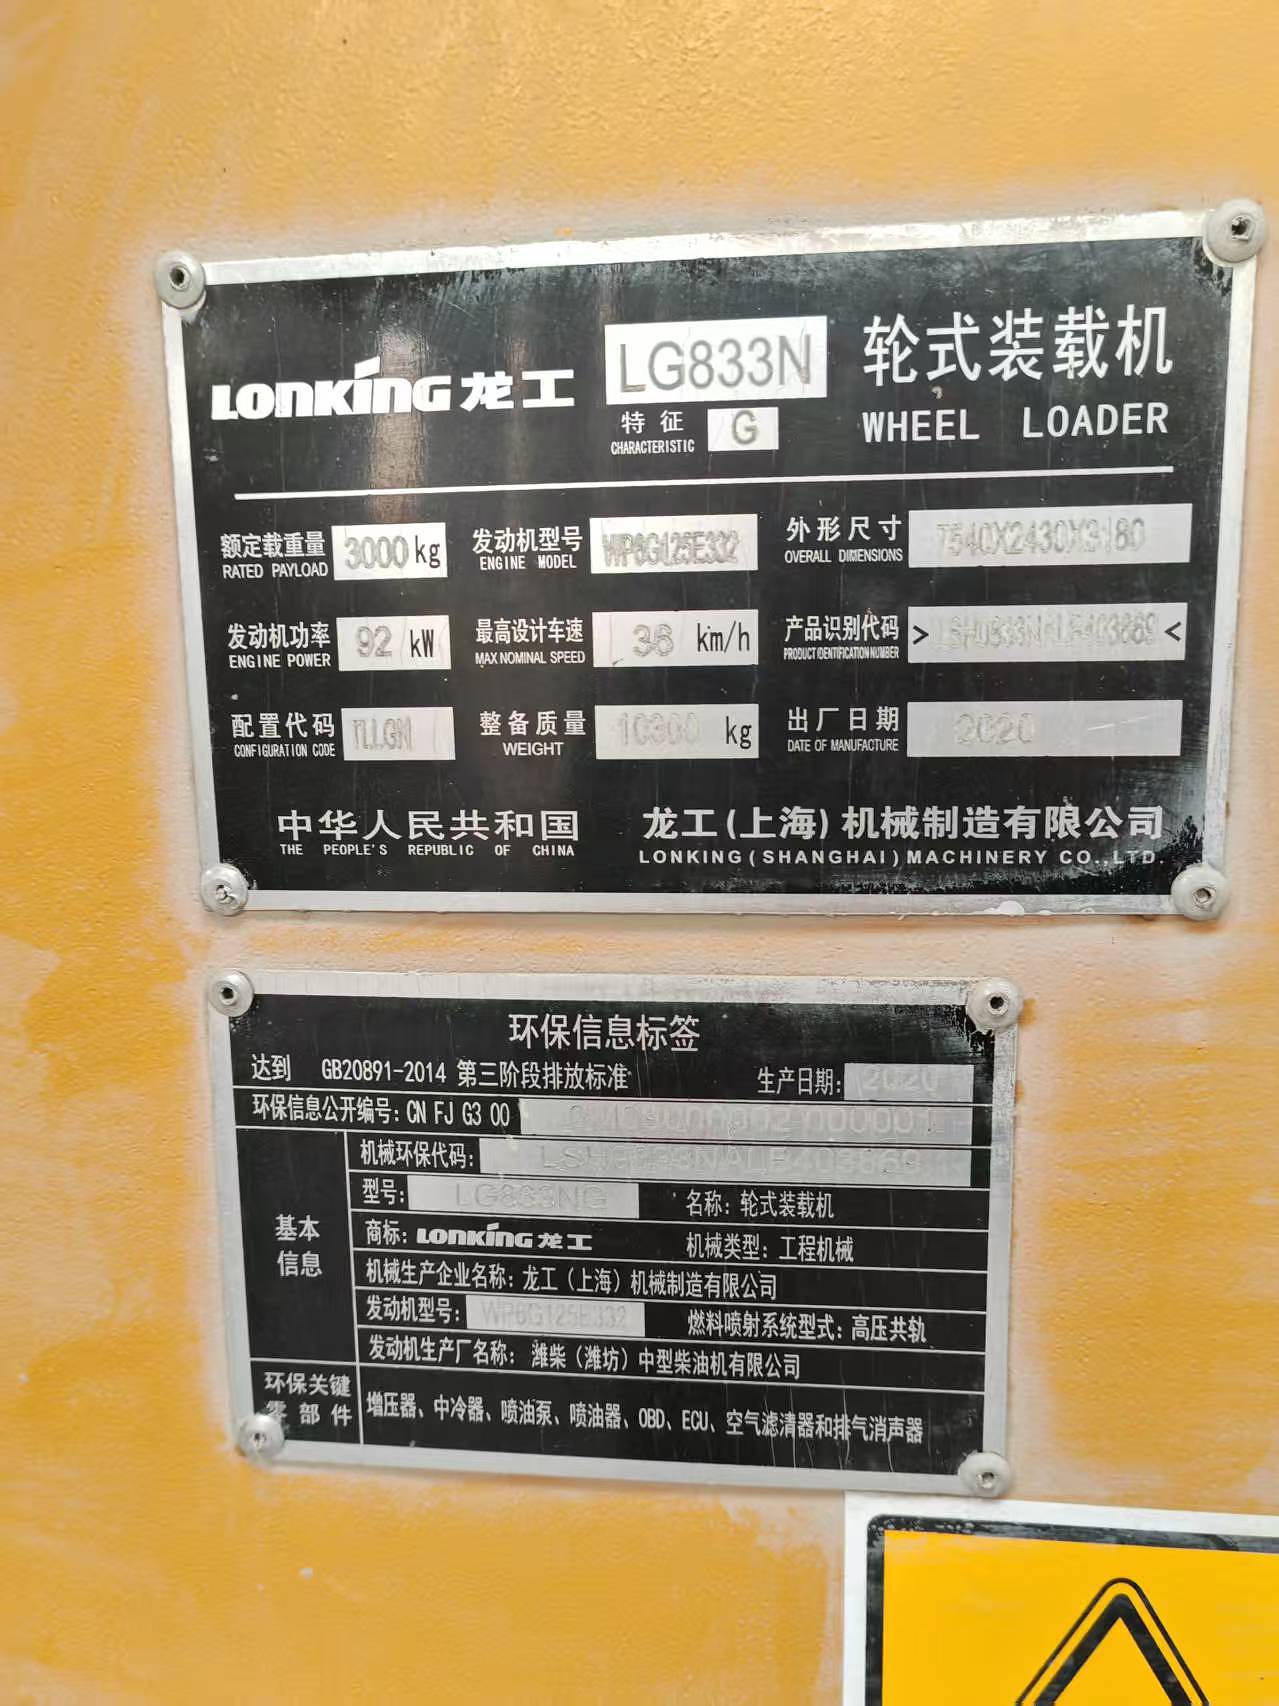 LONKING 龙工 LG833N 轮式装载机
特征 G WHEEL LOADER
CHARACTERISTIC
额定载重量 3000 kg 发动机型号 WP6G125E332 外形尺寸 7540X2430X3180
RATED PAYLOAD ENGINE MODEL OVERALL DIMENSIONS
发动机功率 92 kW 最高设计车速 38 km/h 产品识别代码 > <
ENGINE POWER MAX NOMINAL SPEED PRODUCT IDENTIFICATION NUMBER
配置代码 整备质量 10300 kg 出厂日期 2020
CONFIGURATION CODE WEIGHT DATE OF MANUFACTURE
中华人民共和国 龙工(上海)机械制造有限公司
THE PEOPLE'S REPUBLIC OF CHINA LONKING(SHANGHAI)MACHINERY CO.,LTD.
环保信息标签
达到 GB20891-2014 第三阶段排放标准 生产日期: 2020
环保信息公开编号: CN FJ G3 00
机械环保代码:
型号: LG833NG 名称: 轮式装载机
基本信息 商标: LONKING 龙工 机械类型: 工程机械
机械生产企业名称: 龙工(上海)机械制造有限公司
发动机型号: WP6G125E332 燃料喷射系统型式: 高压共轨
发动机生产厂名称: 潍柴(潍坊)中型柴油机有限公司
环保关键零部件 增压器、中冷器、喷油泵、喷油器、OBD、ECU、空气滤清器和排气消声器